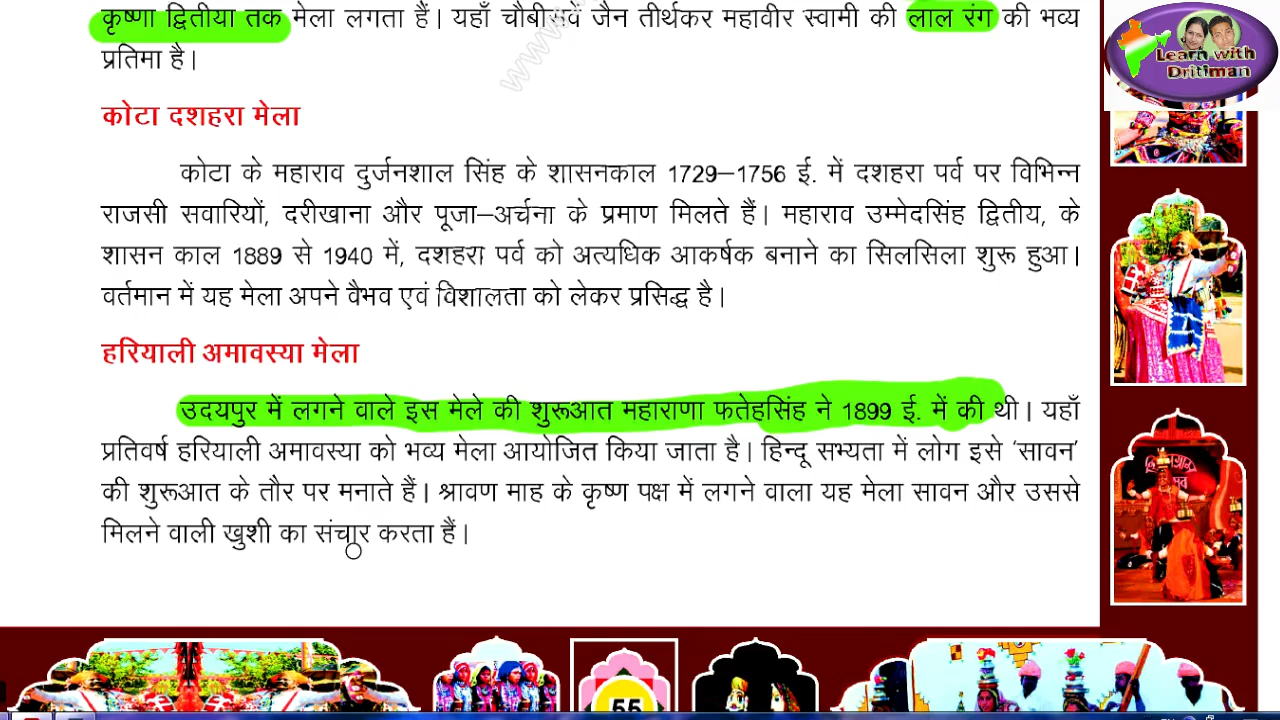 कृष्णा द्वितीया तक मेला लगता हैं। यहाँ चौबीसवें जैन तीर्थकर महावीर स्वामी की लाल रंग की भव्य
प्रतिमा है।
www.
Learn with
Dritiman
कोटा दशहरा मेला
कोटा के महाराव दुर्जनशाल सिंह के शासनकाल 1729–1756 ई. में दशहरा पर्व पर विभिन्न
राजसी सवारियों, दरीखाना और पूजा–अर्चना के प्रमाण मिलते हैं। महाराव उम्मेदसिंह द्वितीय, के
शासन काल 1889 से 1940 में, दशहरा पर्व को अत्यधिक आकर्षक बनाने का सिलसिला शुरू हुआ।
वर्तमान में यह मेला अपने वैभव एवं विशालता को लेकर प्रसिद्ध है।
हरियाली अमावस्या मेला
उदयपुर में लगने वाले इस मेले की शुरूआत महाराणा फतेहसिंह ने 1899 ई. में की थी। यहाँ
प्रतिवर्ष हरियाली अमावस्या को भव्य मेला आयोजित किया जाता है। हिन्दू सभ्यता में लोग इसे ‘सावन’
की शुरूआत के तौर पर मनाते हैं। श्रावण माह के कृष्ण पक्ष में लगने वाला यह मेला सावन और उससे
मिलने वाली खुशी का संचार करता हैं।
55